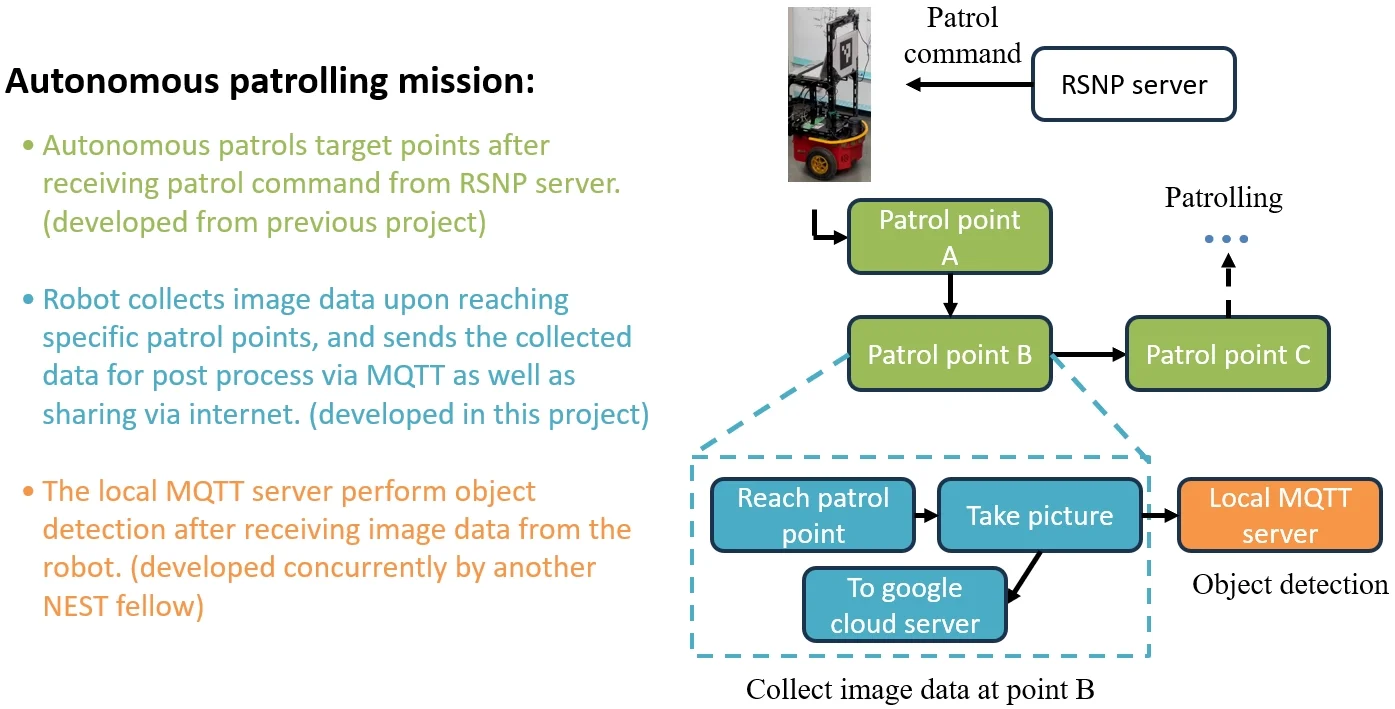 Autonomous patrolling mission:
• Autonomous patrols target points after
receiving patrol command from RSNP server.
(developed from previous project)
• Robot collects image data upon reaching
specific patrol points, and sends the collected
data for post process via MQTT as well as
sharing via internet. (developed in this project)
• The local MQTT server perform object
detection after receiving image data from the
robot. (developed concurrently by another
NEST fellow)
Patrol
command
RSNP server
Patrol point
A
Patrolling
Patrol point B
Patrol point C
Reach patrol
point
Take picture
Local MQTT
server
To google
cloud server
Object detection
Collect image data at point B